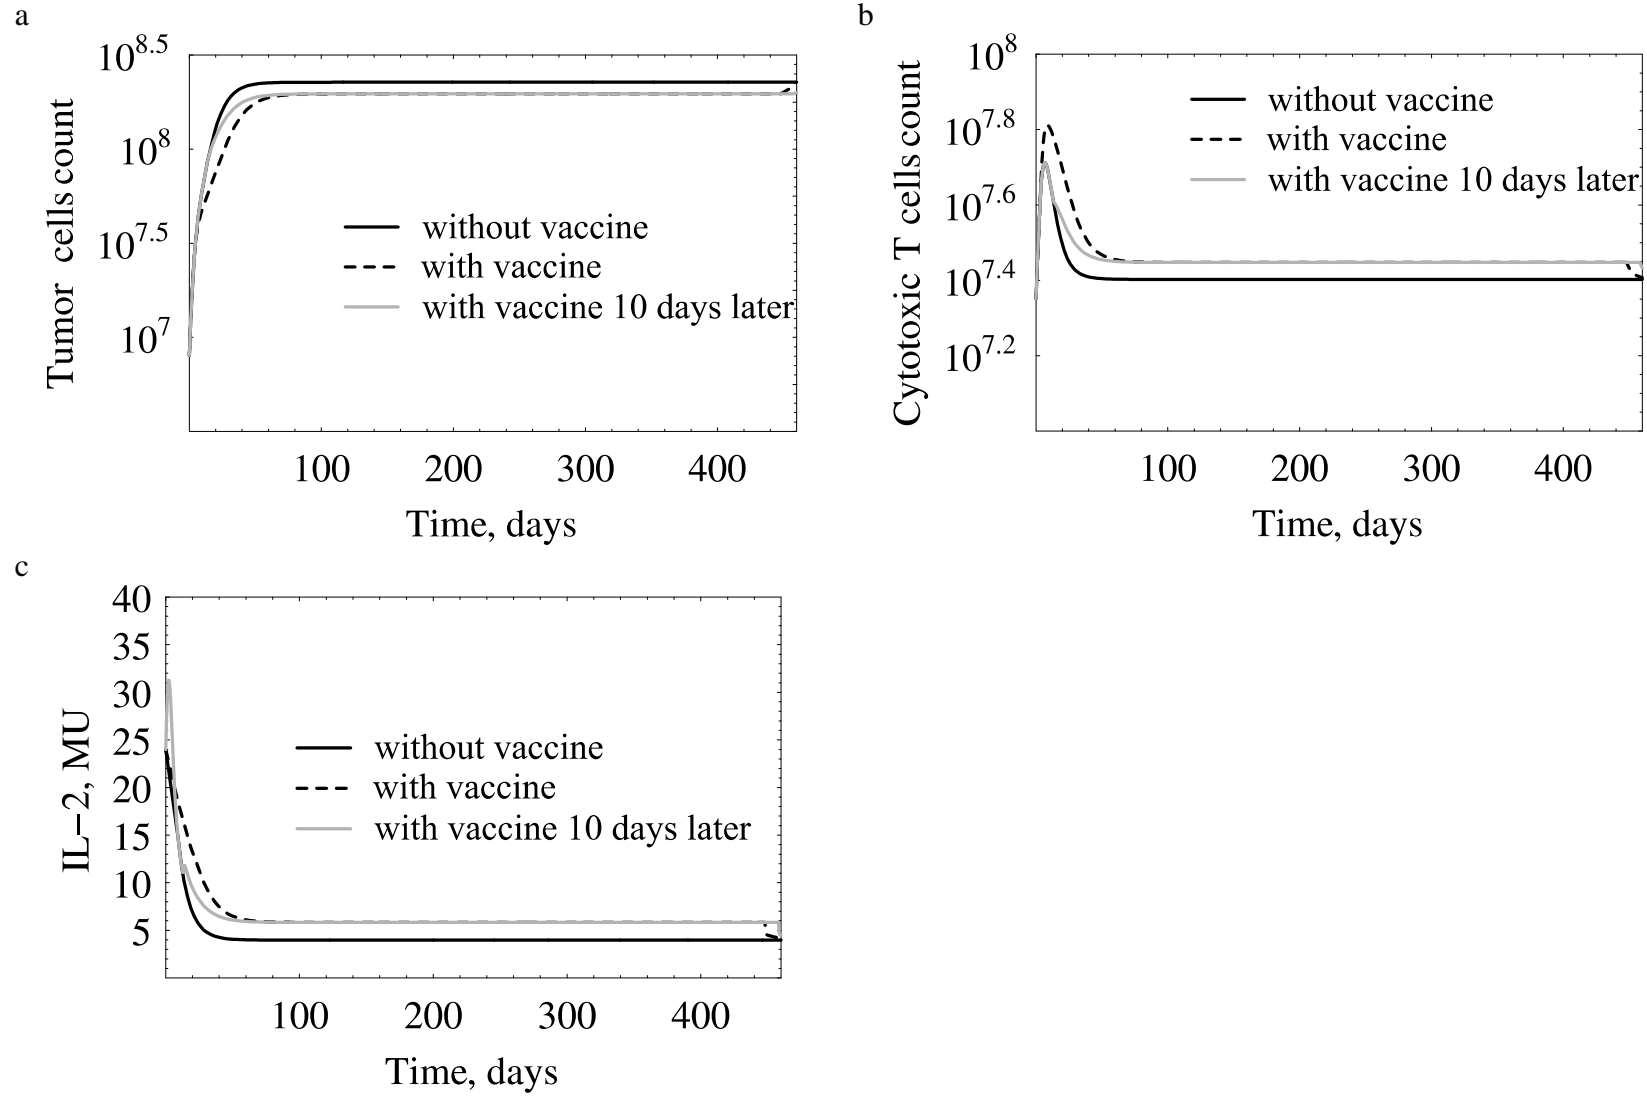 a
Tumor cells count
10^8.5
10^8
10^7.5
10^7
without vaccine
with vaccine
with vaccine 10 days later
100 200 300 400
Time, days
b
Cytotoxic T cells count
10^8
10^7.8
10^7.6
10^7.4
10^7.2
without vaccine
with vaccine
with vaccine 10 days later
100 200 300 400
Time, days
c
IL−2, MU
40
35
30
25
20
15
10
5
without vaccine
with vaccine
with vaccine 10 days later
100 200 300 400
Time, days